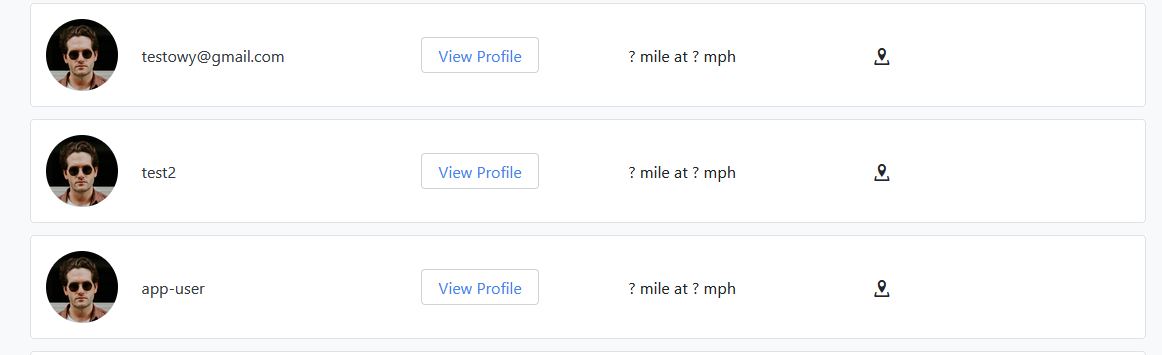 testowy@gmail.com View Profile ? mile at ? mph
test2 View Profile ? mile at ? mph
app-user View Profile ? mile at ? mph